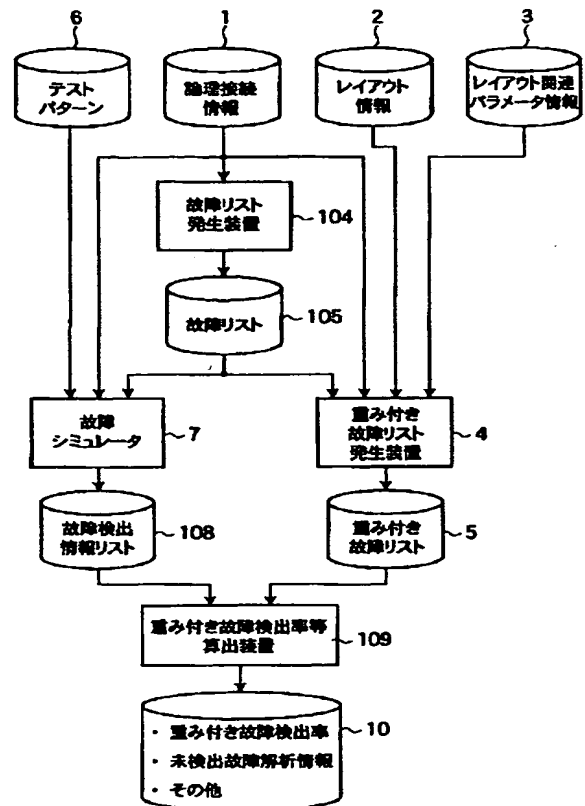 6
1
2
3
テスト
パターン
論理接続
情報
レイアウト
情報
レイアウト関連
パラメータ情報
故障リスト
発生装置
104
故障リスト
105
故障
シミュレータ
7
重み付き
故障リスト
発生装置
4
故障検出
情報リスト
108
重み付き
故障リスト
5
重み付き故障検出率等
算出装置
109
・ 重み付き故障検出率
・ 未検出故障解析情報
・ その他
10